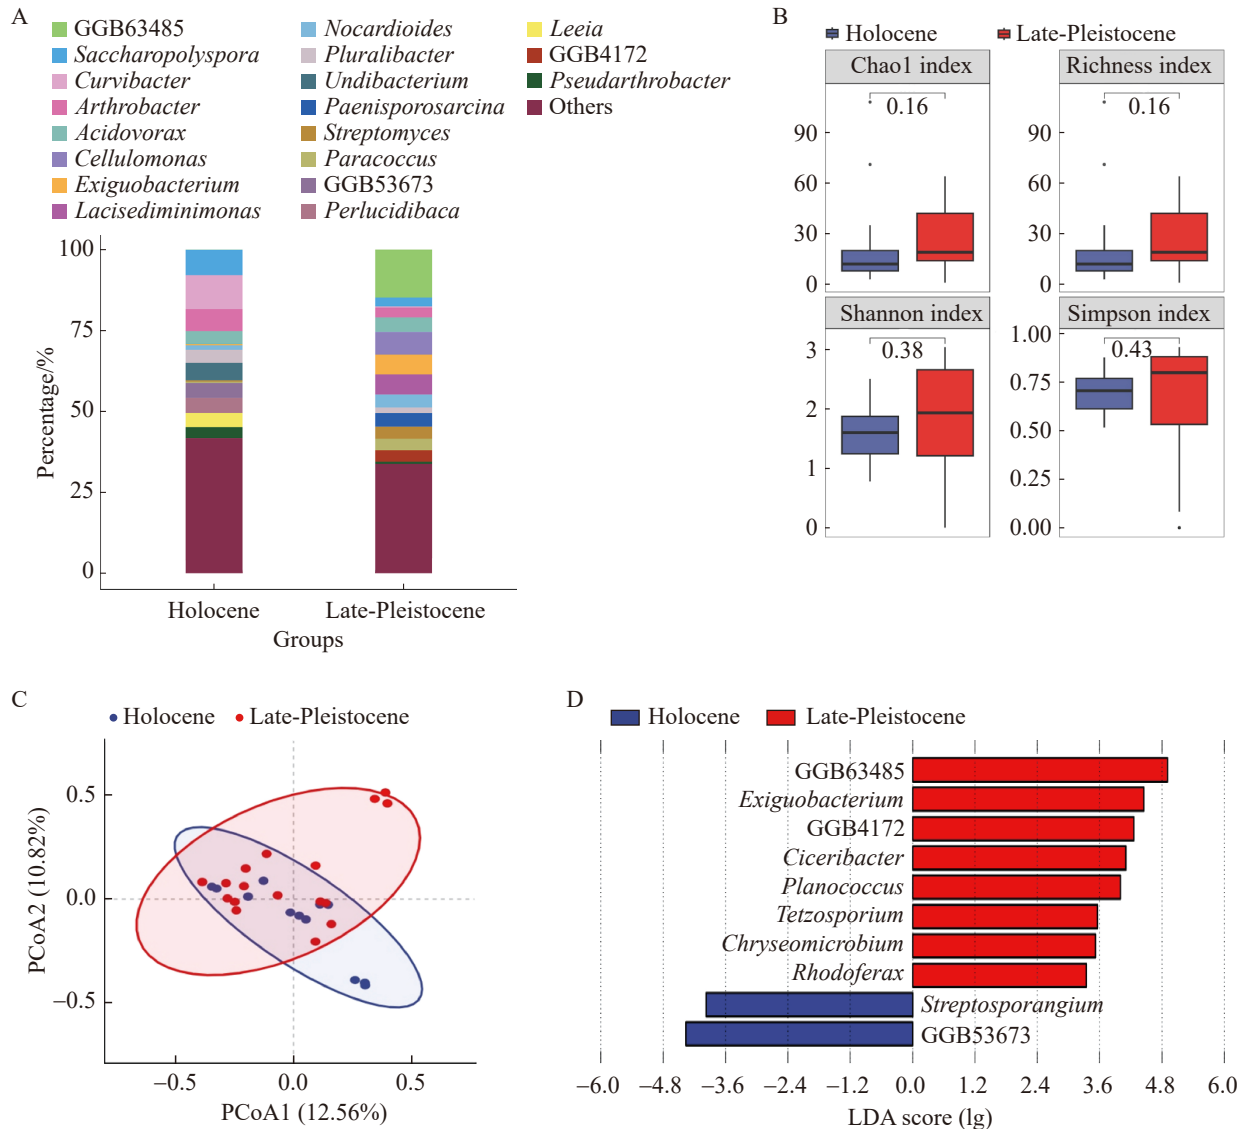 A
GGB63485
Saccharopolyspora
Curvibacter
Arthrobacter
Acidovorax
Cellulomonas
Exiguobacterium
Lacisediminimonas
Nocardioides
Pluralibacter
Undibacterium
Paenisporosarcina
Streptomyces
Paracoccus
GGB53673
Perlucidibaca
Leeia
GGB4172
Pseudarthrobacter
Others
Percentage/%
100
75
50
25
0
Holocene
Late-Pleistocene
Groups
B
Holocene
Late-Pleistocene
Chao1 index
0.16
90
60
30
0
Richness index
0.16
90
60
30
0
Shannon index
0.38
3
2
1
0
Simpson index
0.43
1.00
0.75
0.50
0.25
0.00
C
Holocene
Late-Pleistocene
PCoA2 (10.82%)
0.5
0.0
−0.5
−0.5
0.0
0.5
PCoA1 (12.56%)
D
Holocene
Late-Pleistocene
GGB63485
Exiguobacterium
GGB4172
Ciceribacter
Planococcus
Tetzosporium
Chryseomicrobium
Rhodoferax
Streptosporangium
GGB53673
−6.0
−4.8
−3.6
−2.4
−1.2
0.0
1.2
2.4
3.6
4.8
6.0
LDA score (lg)